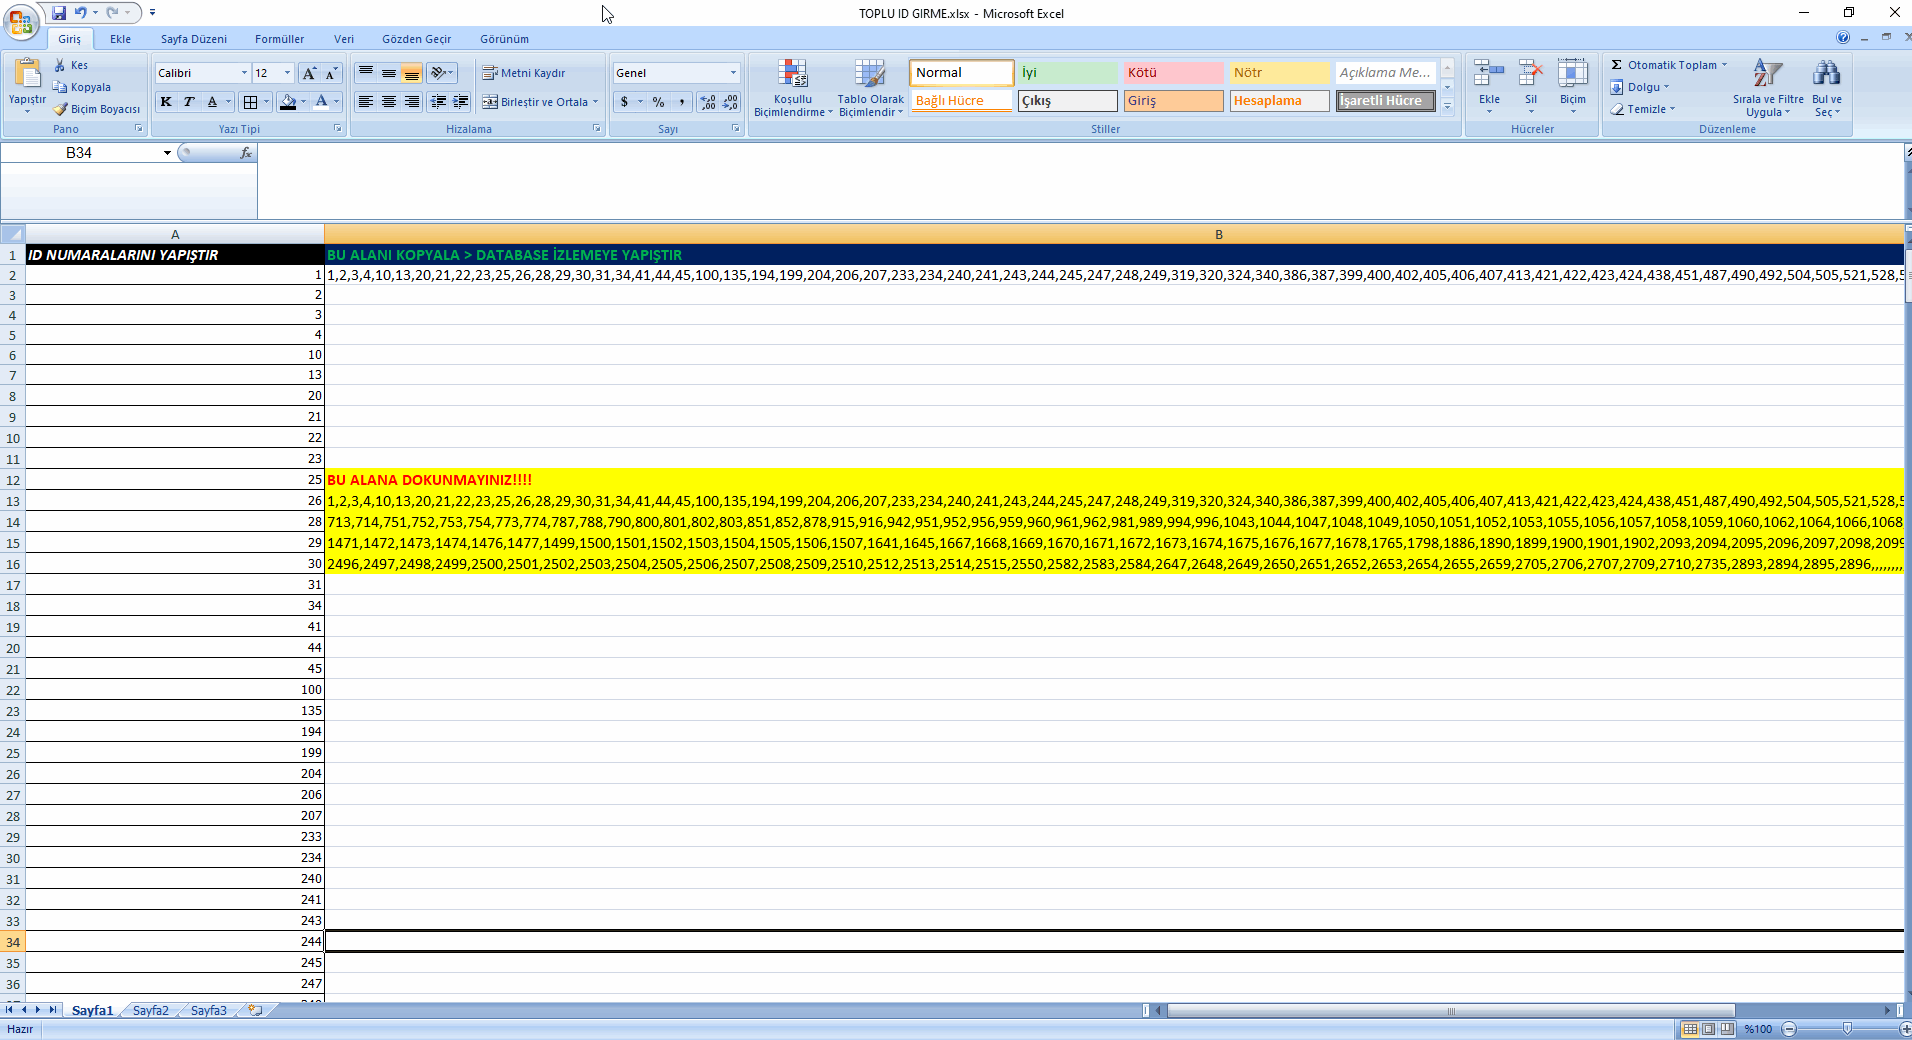 TOPLU ID GIRME.xlsx - Microsoft Excel
Giriş Ekle Sayfa Düzeni Formüller Veri Gözden Geçir Görünüm
Yapıştır
Kes
Kopyala
Biçim Boyacısı
Pano
Calibri 12
K T A
Yazı Tipi
Metni Kaydır
Birleştir ve Ortala
Hizalama
Genel
$ % ,
Sayı
Koşullu Biçimlendirme
Tablo Olarak Biçimlendir
Normal İyi Kötü Nötr Açıklama Me...
Bağlı Hücre Çıkış Giriş Hesaplama İşaretli Hücre
Stiller
Ekle Sil Biçim
Hücreler
Otomatik Toplam
Dolgu
Temizle
Sırala ve Filtre Uygula
Bul ve Seç
Düzenleme
B34
A B
1 ID NUMARALARINI YAPIŞTIR BU ALANI KOPYALA > DATABASE İZLEMEYE YAPIŞTIR
2 1 1,2,3,4,10,13,20,21,22,23,25,26,28,29,30,31,34,41,44,45,100,135,194,199,204,206,207,233,234,240,241,243,244,245,247,248,249,319,320,324,340,386,387,399,400,402,405,406,407,413,421,422,423,424,438,451,487,490,492,504,505,521,528,5
3 2
4 3
5 4
6 10
7 13
8 20
9 21
10 22
11 23
12 25 BU ALANA DOKUNMAYINIZ!!!!
13 26 1,2,3,4,10,13,20,21,22,23,25,26,28,29,30,31,34,41,44,45,100,135,194,199,204,206,207,233,234,240,241,243,244,245,247,248,249,319,320,324,340,386,387,399,400,402,405,406,407,413,421,422,423,424,438,451,487,490,492,504,505,521,528,5
14 28 713,714,751,752,753,754,773,774,787,788,790,800,801,802,803,851,852,878,915,916,942,951,952,956,959,960,961,962,981,989,994,996,1043,1044,1047,1048,1049,1050,1051,1052,1053,1055,1056,1057,1058,1059,1060,1062,1064,1066,1068
15 29 1471,1472,1473,1474,1476,1477,1499,1500,1501,1502,1503,1504,1505,1506,1507,1641,1645,1667,1668,1669,1670,1671,1672,1673,1674,1675,1676,1677,1678,1765,1798,1886,1890,1899,1900,1901,1902,2093,2094,2095,2096,2097,2098,2099
16 30 2496,2497,2498,2499,2500,2501,2502,2503,2504,2505,2506,2507,2508,2509,2510,2512,2513,2514,2515,2550,2582,2583,2584,2647,2648,2649,2650,2651,2652,2653,2654,2655,2659,2705,2706,2707,2709,2710,2735,2893,2894,2895,2896,,,,,,,,
17 31
18 34
19 41
20 44
21 45
22 100
23 135
24 194
25 199
26 204
27 206
28 207
29 233
30 234
31 240
32 241
33 243
34 244
35 245
36 247
Sayfa1 Sayfa2 Sayfa3
Hazır %100